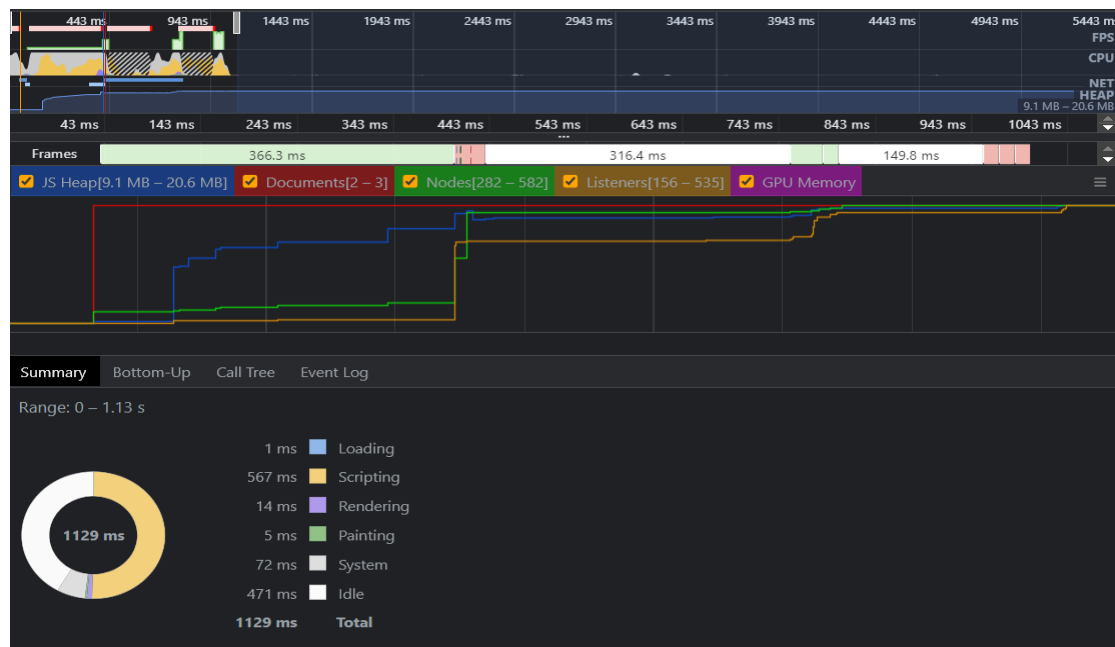 443 ms 943 ms 1443 ms 1943 ms 2443 ms 2943 ms 3443 ms 3943 ms 4443 ms 4943 ms 5443 m
FPS
CPU
NET
HEAP
9.1 MB – 20.6 MB
43 ms 143 ms 243 ms 343 ms 443 ms 543 ms 643 ms 743 ms 843 ms 943 ms 1043 ms
Frames 366.3 ms 316.4 ms 149.8 ms
JS Heap[9.1 MB – 20.6 MB] Documents[2 – 3] Nodes[282 – 582] Listeners[156 – 535] GPU Memory
Summary Bottom-Up Call Tree Event Log
Range: 0 – 1.13 s
1 ms Loading
567 ms Scripting
14 ms Rendering
1129 ms 5 ms Painting
72 ms System
471 ms Idle
1129 ms Total